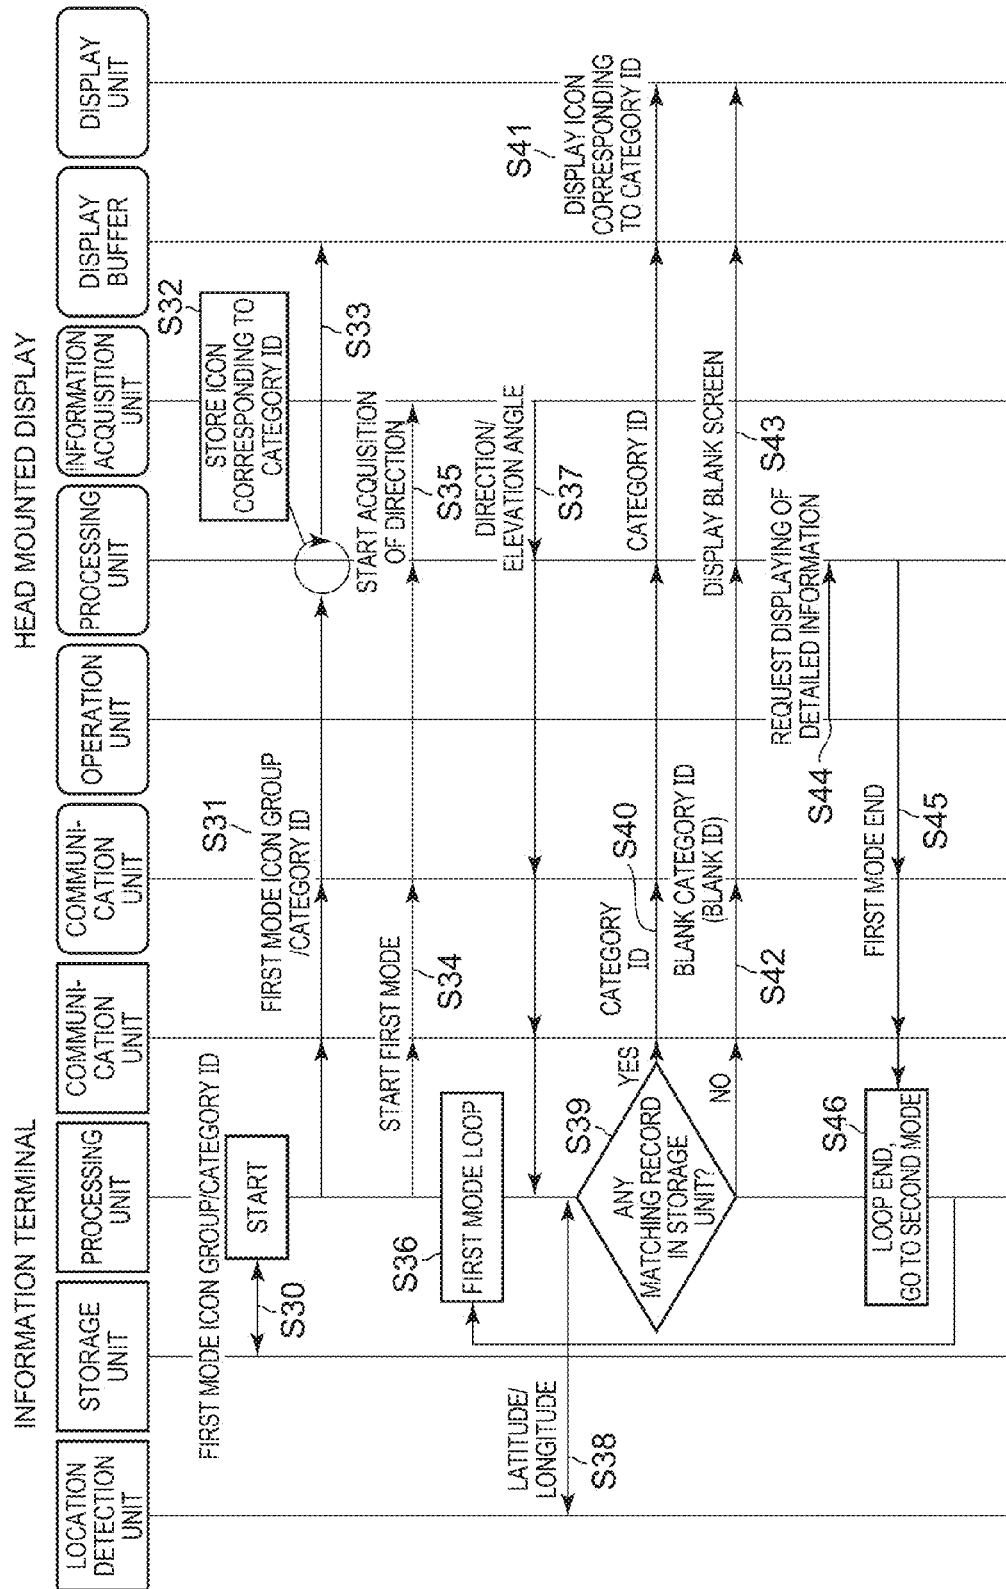 INFORMATION TERMINAL
HEAD MOUNTED DISPLAY
LOCATION
DETECTION
UNIT
STORAGE
UNIT
PROCESSING
UNIT
COMMUNI-
CATION
UNIT
COMMUNI-
CATION
UNIT
OPERATION
UNIT
PROCESSING
UNIT
INFORMATION
ACQUISITION
UNIT
DISPLAY
BUFFER
DISPLAY
UNIT
FIRST MODE ICON GROUP/CATEGORY ID
START
S30
FIRST MODE ICON GROUP
/CATEGORY ID
S31
STORE ICON
CORRESPONDING TO
CATEGORY ID
S32
S33
START FIRST MODE
S34
START ACQUISITION
OF DIRECTION
S35
FIRST MODE LOOP
S36
DIRECTION/
ELEVATION ANGLE
S37
LATITUDE/
LONGITUDE
S38
ANY
MATCHING RECORD
IN STORAGE
UNIT?
S39
YES
CATEGORY
ID
S40
CATEGORY ID
DISPLAY ICON
CORRESPONDING
TO CATEGORY ID
S41
NO
BLANK CATEGORY ID
(BLANK ID)
S42
DISPLAY BLANK SCREEN
S43
REQUEST DISPLAYING OF
DETAILED INFORMATION
S44
FIRST MODE END
S45
LOOP END,
GO TO SECOND MODE
S46